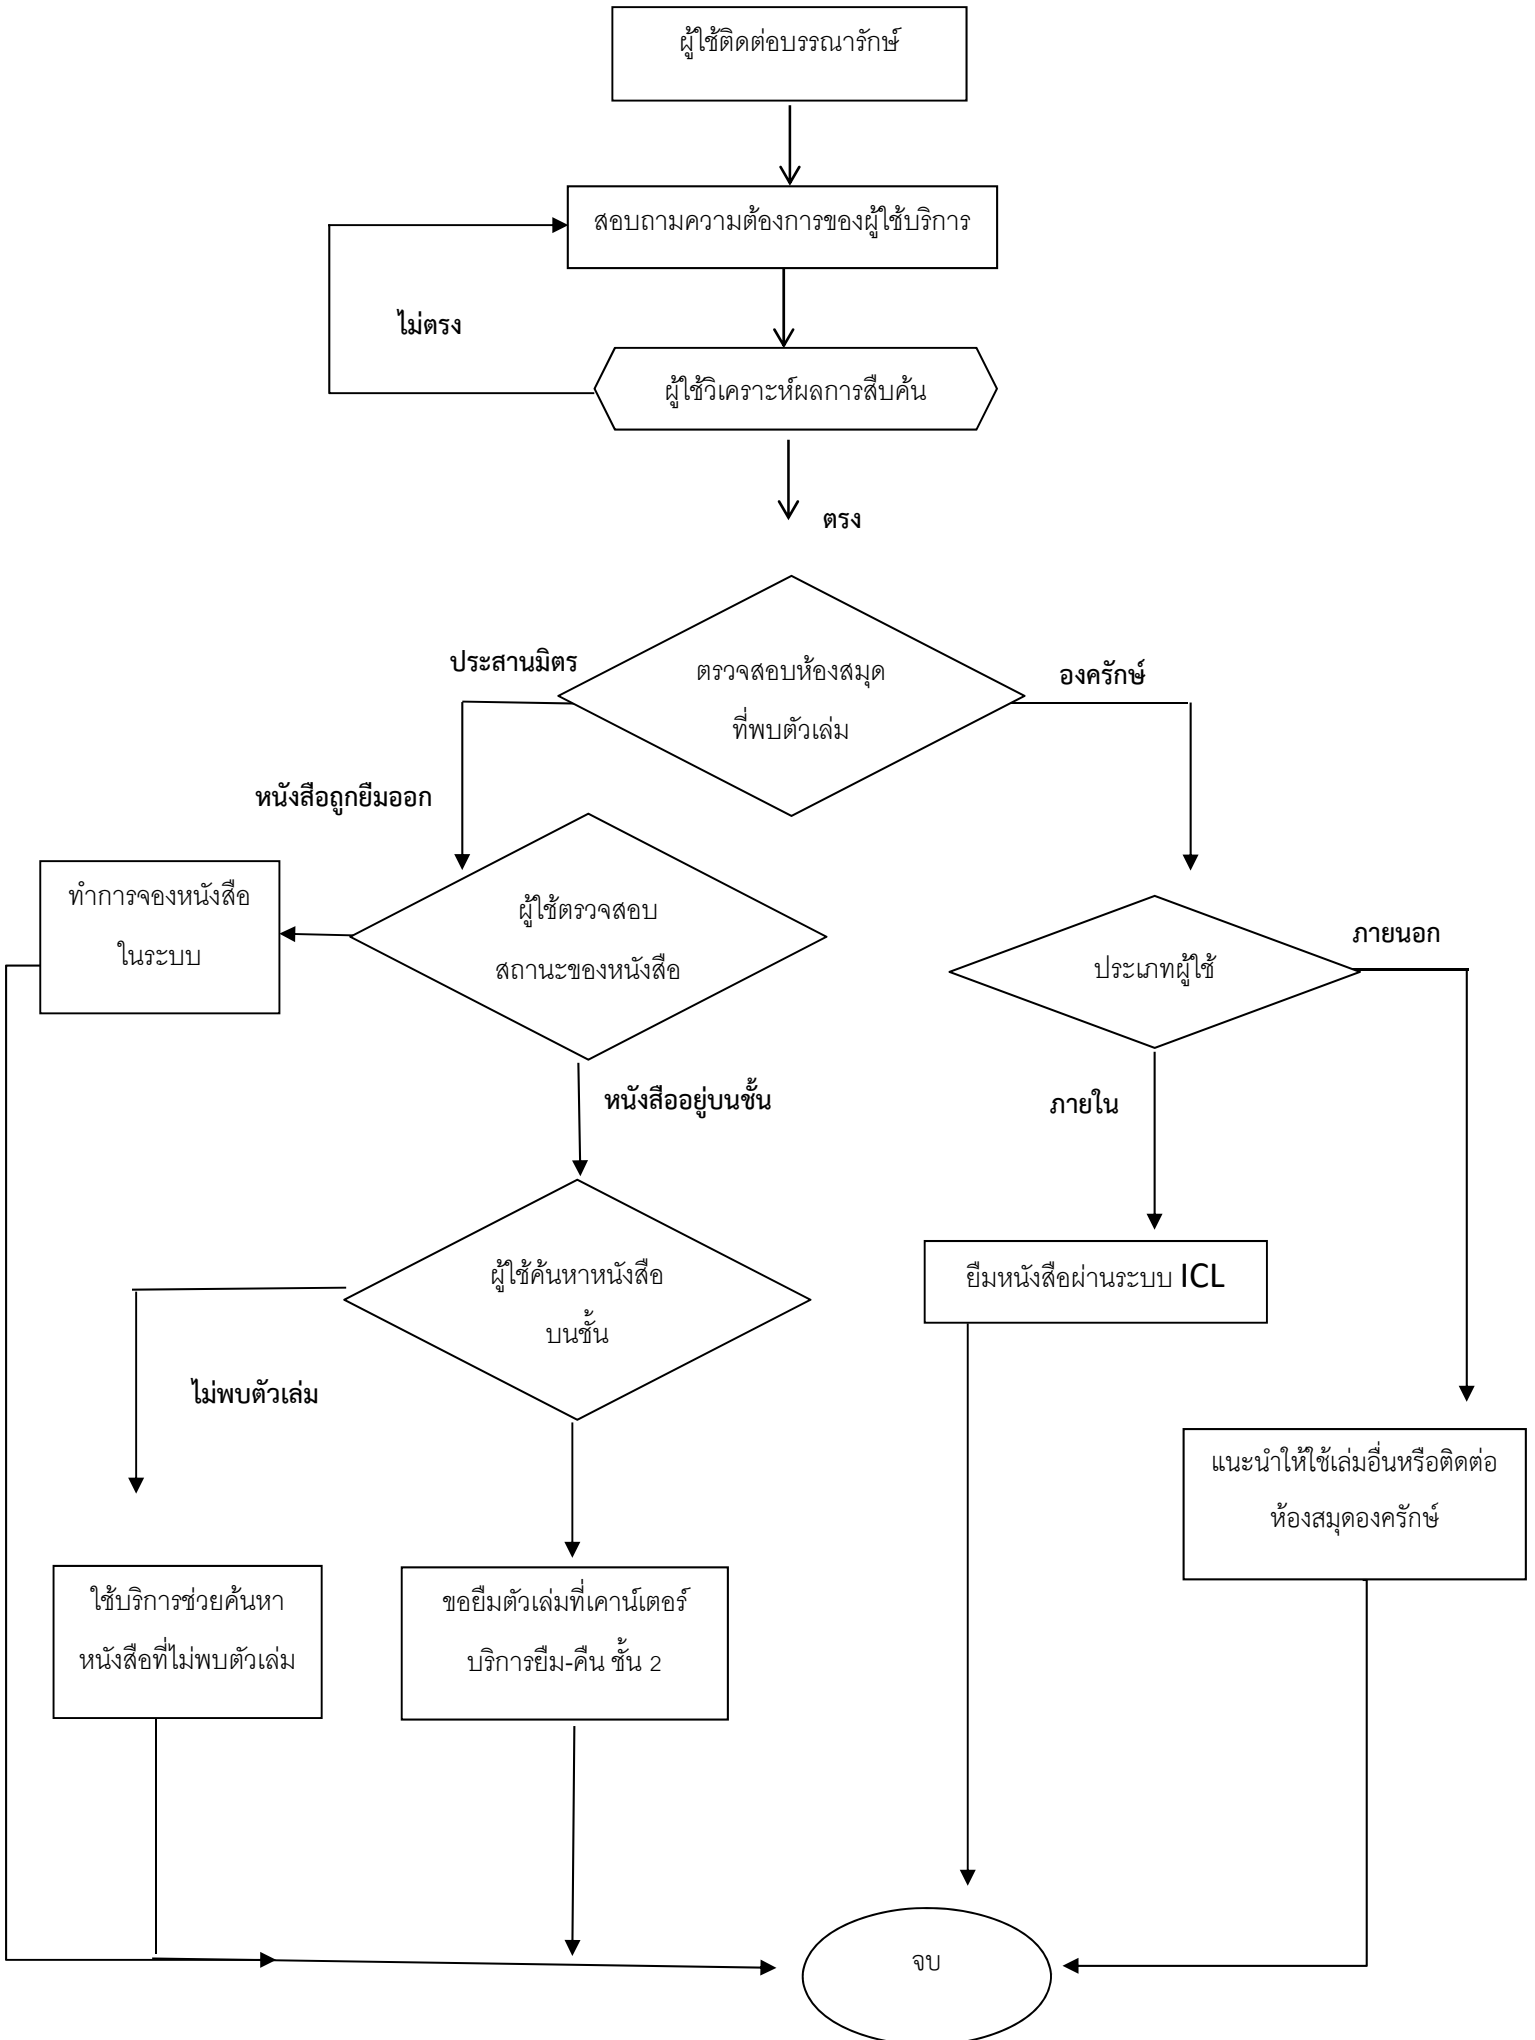 ผู้ใช้ติดต่อบรรณารักษ์
สอบถามความต้องการของผู้ใช้บริการ
ไม่ตรง
ผู้ใช้วิเคราะห์ผลการสืบค้น
ตรง
ประสานมิตร
ตรวจสอบห้องสมุด
ที่พบตัวเล่ม
องครักษ์
หนังสือถูกยืมออก
ทำการจองหนังสือ
ในระบบ
ผู้ใช้ตรวจสอบ
สถานะของหนังสือ
ประเภทผู้ใช้
ภายนอก
หนังสืออยู่บนชั้น
ภายใน
ผู้ใช้ค้นหาหนังสือ
บนชั้น
ยืมหนังสือผ่านระบบ ICL
ไม่พบตัวเล่ม
แนะนำให้ใช้เล่มอื่นหรือติดต่อ
ห้องสมุดองครักษ์
ใช้บริการช่วยค้นหา
หนังสือที่ไม่พบตัวเล่ม
ขอยืมตัวเล่มที่เคาน์เตอร์
บริการยืม-คืน ชั้น 2
จบ